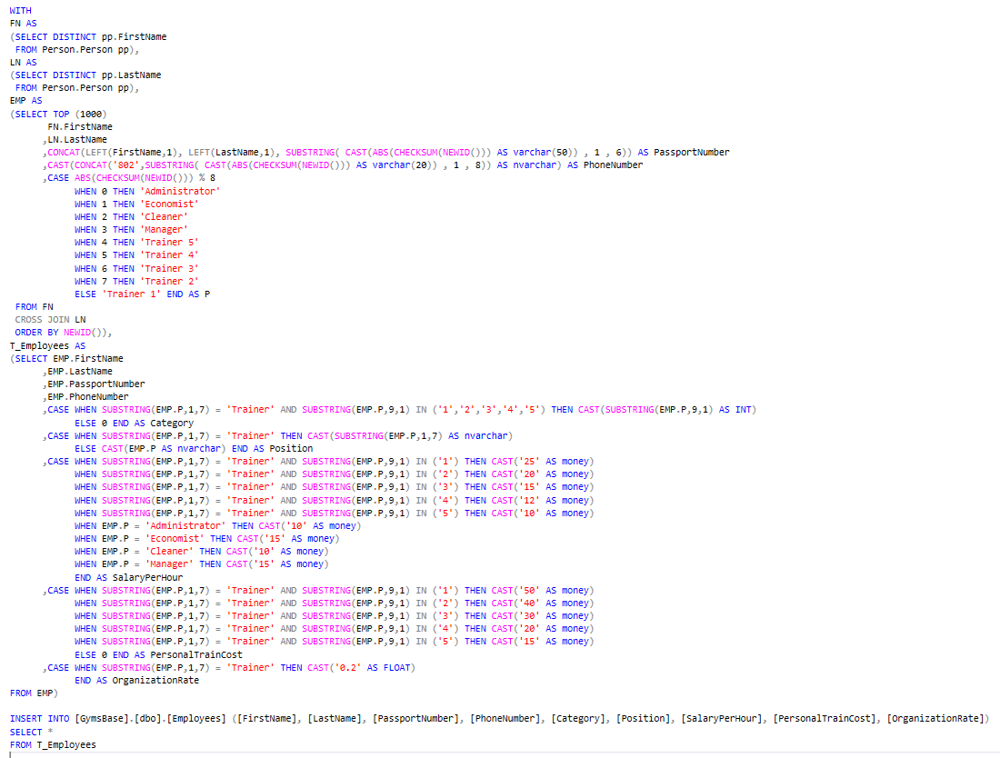 WITH
FN AS
(SELECT DISTINCT pp.FirstName
FROM Person.Person pp),
LN AS
(SELECT DISTINCT pp.LastName
FROM Person.Person pp),
EMP AS
(SELECT TOP (1000)
FN.FirstName
,LN.LastName
,CONCAT(LEFT(FirstName,1), LEFT(LastName,1), SUBSTRING( CAST(ABS(CHECKSUM(NEWID())) AS varchar(50)) , 1 , 6)) AS PassportNumber
,CAST(CONCAT('802',SUBSTRING( CAST(ABS(CHECKSUM(NEWID())) AS varchar(20)) , 1 , 8)) AS nvarchar) AS PhoneNumber
,CASE ABS(CHECKSUM(NEWID())) % 8
WHEN 0 THEN 'Administrator'
WHEN 1 THEN 'Economist'
WHEN 2 THEN 'Cleaner'
WHEN 3 THEN 'Manager'
WHEN 4 THEN 'Trainer 5'
WHEN 5 THEN 'Trainer 4'
WHEN 6 THEN 'Trainer 3'
WHEN 7 THEN 'Trainer 2'
ELSE 'Trainer 1' END AS P
FROM FN
CROSS JOIN LN
ORDER BY NEWID()),
T_Employees AS
(SELECT EMP.FirstName
,EMP.LastName
,EMP.PassportNumber
,EMP.PhoneNumber
,CASE WHEN SUBSTRING(EMP.P,1,7) = 'Trainer' AND SUBSTRING(EMP.P,9,1) IN ('1','2','3','4','5') THEN CAST(SUBSTRING(EMP.P,9,1) AS INT)
ELSE 0 END AS Category
,CASE WHEN SUBSTRING(EMP.P,1,7) = 'Trainer' THEN CAST(SUBSTRING(EMP.P,1,7) AS nvarchar)
ELSE CAST(EMP.P AS nvarchar) END AS Position
,CASE WHEN SUBSTRING(EMP.P,1,7) = 'Trainer' AND SUBSTRING(EMP.P,9,1) IN ('1') THEN CAST('25' AS money)
WHEN SUBSTRING(EMP.P,1,7) = 'Trainer' AND SUBSTRING(EMP.P,9,1) IN ('2') THEN CAST('20' AS money)
WHEN SUBSTRING(EMP.P,1,7) = 'Trainer' AND SUBSTRING(EMP.P,9,1) IN ('3') THEN CAST('15' AS money)
WHEN SUBSTRING(EMP.P,1,7) = 'Trainer' AND SUBSTRING(EMP.P,9,1) IN ('4') THEN CAST('12' AS money)
WHEN SUBSTRING(EMP.P,1,7) = 'Trainer' AND SUBSTRING(EMP.P,9,1) IN ('5') THEN CAST('10' AS money)
WHEN EMP.P = 'Administrator' THEN CAST('10' AS money)
WHEN EMP.P = 'Economist' THEN CAST('15' AS money)
WHEN EMP.P = 'Cleaner' THEN CAST('10' AS money)
WHEN EMP.P = 'Manager' THEN CAST('15' AS money)
END AS SalaryPerHour
,CASE WHEN SUBSTRING(EMP.P,1,7) = 'Trainer' AND SUBSTRING(EMP.P,9,1) IN ('1') THEN CAST('50' AS money)
WHEN SUBSTRING(EMP.P,1,7) = 'Trainer' AND SUBSTRING(EMP.P,9,1) IN ('2') THEN CAST('40' AS money)
WHEN SUBSTRING(EMP.P,1,7) = 'Trainer' AND SUBSTRING(EMP.P,9,1) IN ('3') THEN CAST('30' AS money)
WHEN SUBSTRING(EMP.P,1,7) = 'Trainer' AND SUBSTRING(EMP.P,9,1) IN ('4') THEN CAST('20' AS money)
WHEN SUBSTRING(EMP.P,1,7) = 'Trainer' AND SUBSTRING(EMP.P,9,1) IN ('5') THEN CAST('15' AS money)
ELSE 0 END AS PersonalTrainCost
,CASE WHEN SUBSTRING(EMP.P,1,7) = 'Trainer' THEN CAST('0.2' AS FLOAT)
END AS OrganizationRate
FROM EMP)
INSERT INTO [GymsBase].[dbo].[Employees] ([FirstName], [LastName], [PassportNumber], [PhoneNumber], [Category], [Position], [SalaryPerHour], [PersonalTrainCost], [OrganizationRate])
SELECT *
FROM T_Employees